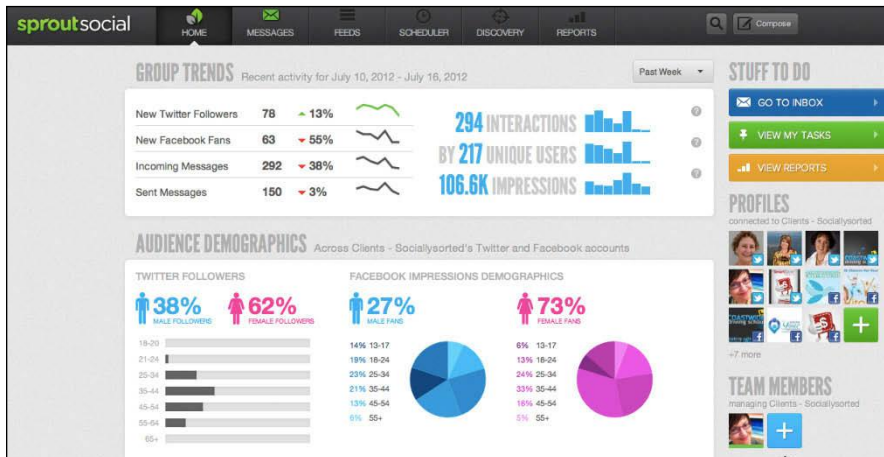 sproutsocial
HOME
MESSAGES
FEEDS
SCHEDULER
DISCOVERY
REPORTS
Compose
GROUP TRENDS Recent activity for July 10, 2012 - July 16, 2012
Past Week
New Twitter Followers 78 13%
New Facebook Fans 63 55%
Incoming Messages 292 38%
Sent Messages 150 3%
294 INTERACTIONS
BY 217 UNIQUE USERS
106.6K IMPRESSIONS
STUFF TO DO
GO TO INBOX
VIEW MY TASKS
VIEW REPORTS
PROFILES
connected to Clients - Sociallysorted
+7 more
TEAM MEMBERS
managing Clients - Sociallysorted
AUDIENCE DEMOGRAPHICS Across Clients - Sociallysorted's Twitter and Facebook accounts
TWITTER FOLLOWERS
38% MALE FOLLOWERS
62% FEMALE FOLLOWERS
18-20
21-24
25-34
35-44
45-54
55-64
65+
FACEBOOK IMPRESSIONS DEMOGRAPHICS
27% MALE FANS
14% 13-17
19% 18-24
23% 25-34
21% 35-44
13% 45-54
6% 55+
73% FEMALE FANS
6% 13-17
13% 18-24
24% 25-34
33% 35-44
16% 45-54
5% 55+